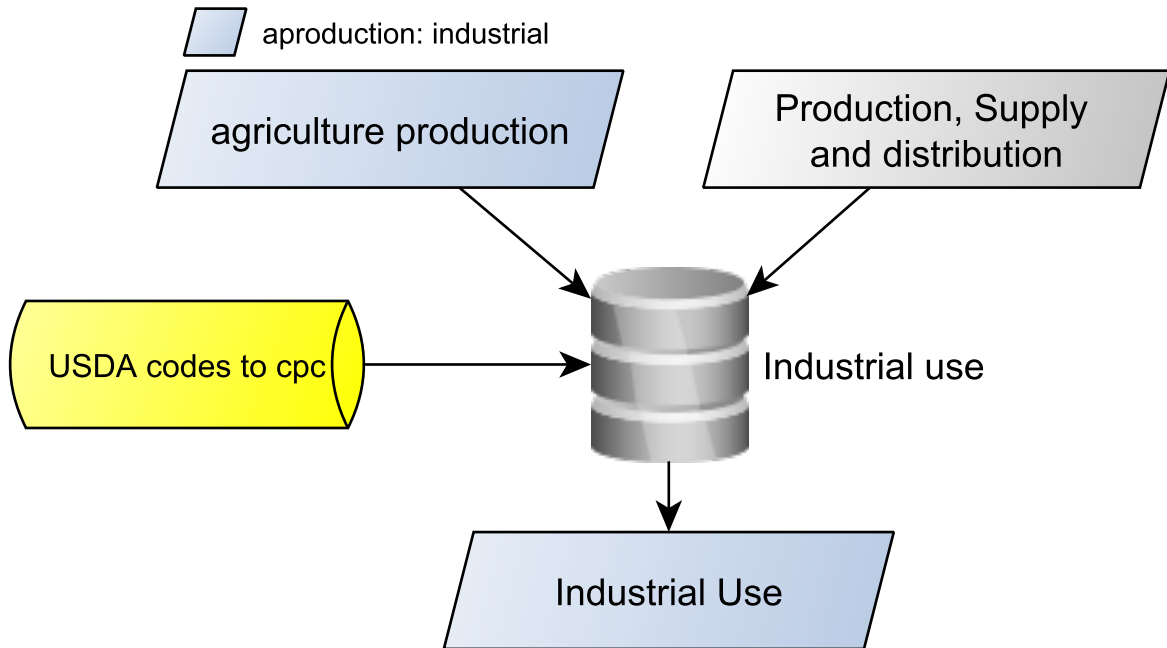 aproduction: industrial
agriculture production
Production, Supply
and distribution
USDA codes to cpc
Industrial use
Industrial Use